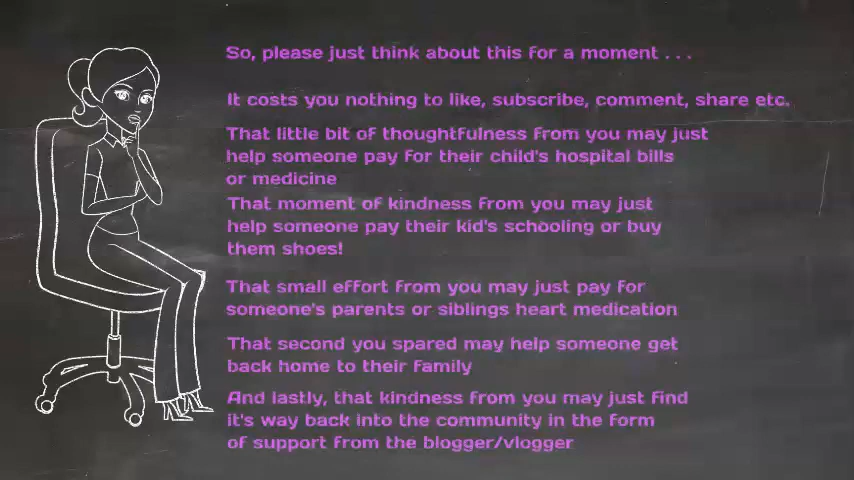 So, please just think about this for a moment . . .
It costs you nothing to like, subscribe, comment, share etc.
That little bit of thoughtfulness from you may just
help someone pay for their child's hospital bills
or medicine
That moment of kindness from you may just
help someone pay their kid's schooling or buy
them shoes!
That small effort from you may just pay for
someone's parents or siblings heart medication
That second you spared may help someone get
back home to their family
And lastly, that kindness from you may just find
it's way back into the community in the form
of support from the blogger/vlogger